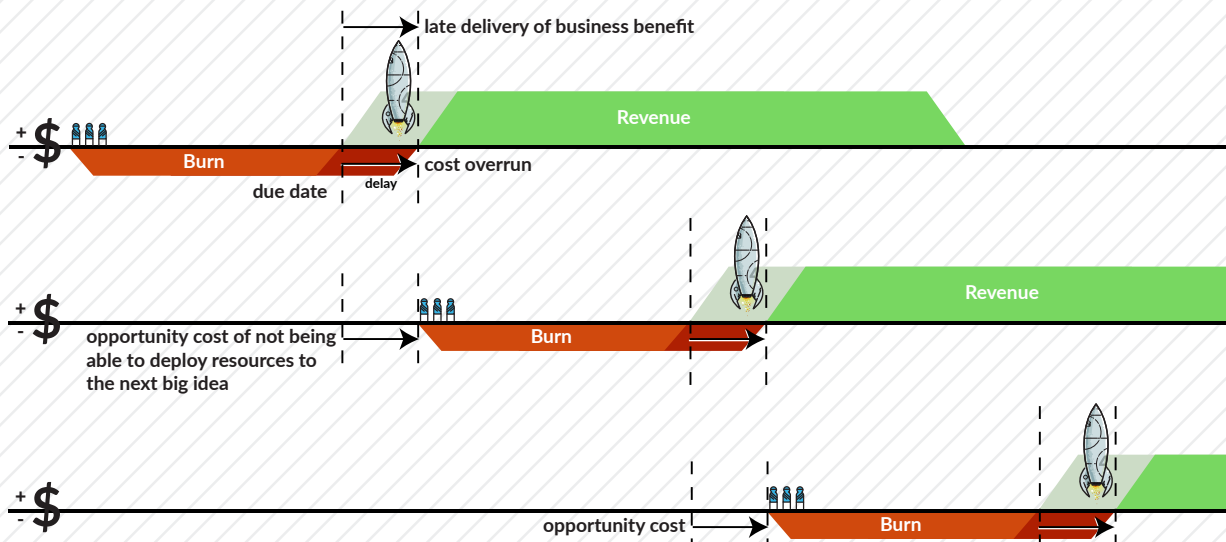 late delivery of business benefit
Revenue
+
$
-
Burn
cost overrun
due date
delay
+
$
-
Revenue
opportunity cost of not being
able to deploy resources to
the next big idea
Burn
+
$
-
opportunity cost
Burn